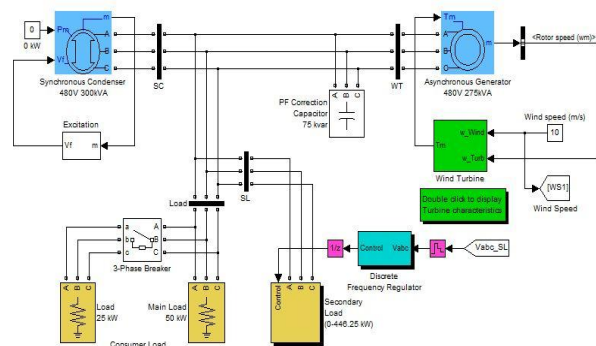 0
0 kW
Pm
m
A
B
C
Vf
Synchronous Condenser
480V 300kVA
SC
Excitation
Vf
m
A B C
PF Correction
Capacitor
75 kvar
WT
Tm
A
B
C
m
Asynchronous Generator
480V 275kVA
<Rotor speed (wm)>
Wind speed (m/s)
10
w_Wind
Tm
w_Turb
Wind Turbine
[WS1]
Wind Speed
Double click to display
Turbine characteristics
SL
Load
a
A
b
B
c
C
3-Phase Breaker
A B C
Load
25 kW
A B C
Main Load
50 kW
Consumer Load
Control
A B C
Secondary
Load
(0-446.25 kW)
1/z
Control
Vabc
Vabc_SL
Discrete
Frequency Regulator